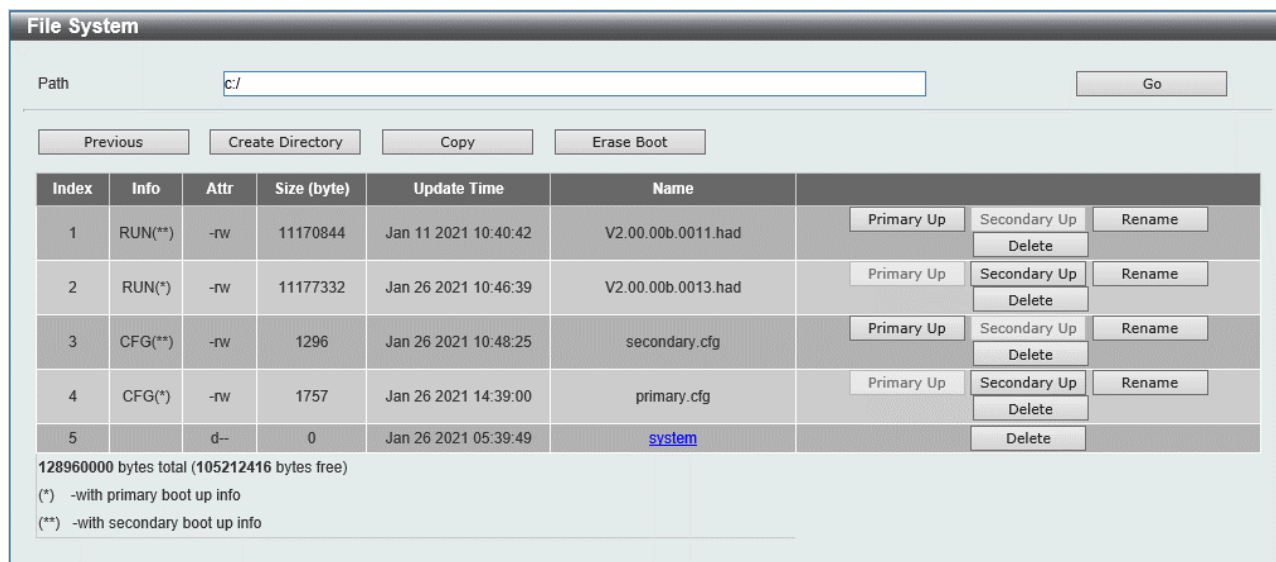 File System
Path c:/ Go
Previous Create Directory Copy Erase Boot
Index Info Attr Size (byte) Update Time Name
1 RUN(**) -rw 11170844 Jan 11 2021 10:40:42 V2.00.00b.0011.had Primary Up Secondary Up Rename
Delete
2 RUN(*) -rw 11177332 Jan 26 2021 10:46:39 V2.00.00b.0013.had Primary Up Secondary Up Rename
Delete
3 CFG(**) -rw 1296 Jan 26 2021 10:48:25 secondary.cfg Primary Up Secondary Up Rename
Delete
4 CFG(*) -rw 1757 Jan 26 2021 14:39:00 primary.cfg Primary Up Secondary Up Rename
Delete
5 d-- 0 Jan 26 2021 05:39:49 system Delete
128960000 bytes total (105212416 bytes free)
(*) -with primary boot up info
(**) -with secondary boot up info